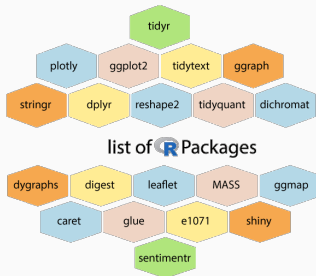 tidyr
plotly ggplot2 tidytext ggraph
stringr dplyr reshape2 tidyquant dichromat
list of R Packages
dygraphs digest leaflet MASS ggmap
caret glue e1071 shiny
sentimentr